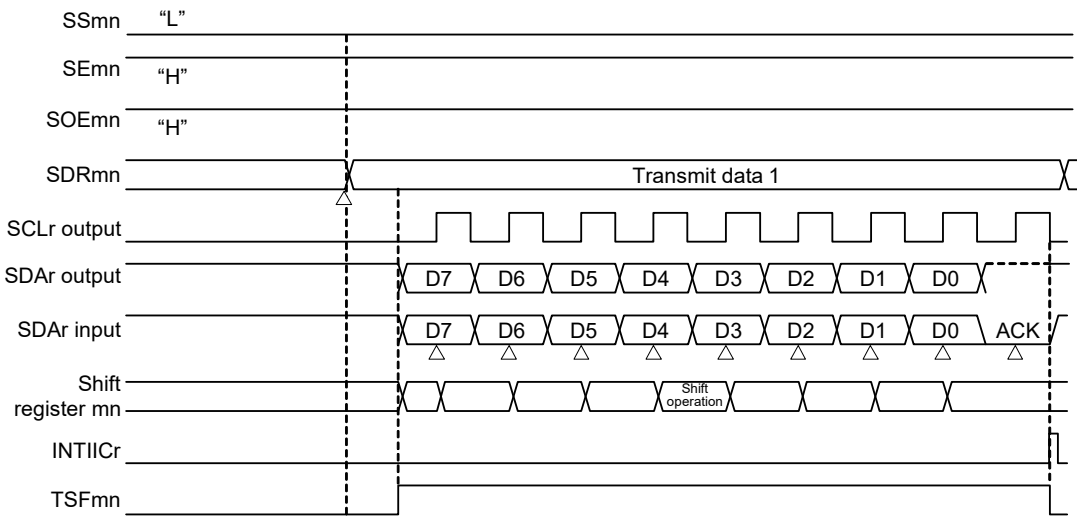 SSmn “L”
SEmn “H”
SOEmn “H”
SDRmn Transmit data 1
SCLr output
SDAr output D7 D6 D5 D4 D3 D2 D1 D0
SDAr input D7 D6 D5 D4 D3 D2 D1 D0 ACK
Shift
register mn
Shift
operation
INTIICr
TSFmn